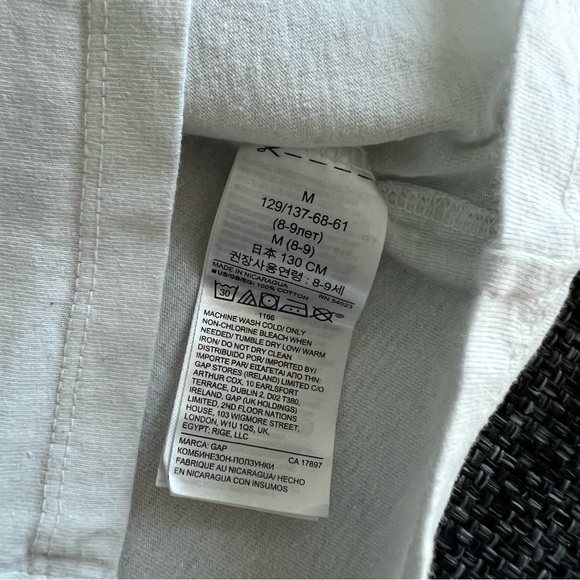 M
129/137-68-61
(8-9лет)
M (8-9)
日本 130 CM
권장사용연령 : 8-9세
MADE IN NICARAGUA RN 54023
US/GB/EG: 100% COTTON
30
1166
MACHINE WASH COLD/ ONLY
NON-CHLORINE BLEACH WHEN
NEEDED/ TUMBLE DRY LOW/ WARM
IRON/ DO NOT DRY CLEAN
DISTRIBUIDO POR/ IMPORTED BY/
IMPORTE PAR/ ΕΙΣΑΓΕΤΑΙ ΑΠΟ ΤΗΝ:
GAP STORES (IRELAND) LIMITED C/O
ARTHUR COX. 10 EARLSFORT
TERRACE, DUBLIN 2. D02 T380,
IRELAND, GAP (UK HOLDINGS)
LIMITED, 2ND FLOOR NATIONS
HOUSE, 103 WIGMORE STREET,
LONDON, W1U 1QS, UK,
EGYPT: RIGE, LLC
MARCA: GAP CA 17897
КОМБИНЕЗОН-ПОЛЗУНКИ
FABRIQUE AU NICARAGUA/ HECHO
EN NICARAGUA CON INSUMOS